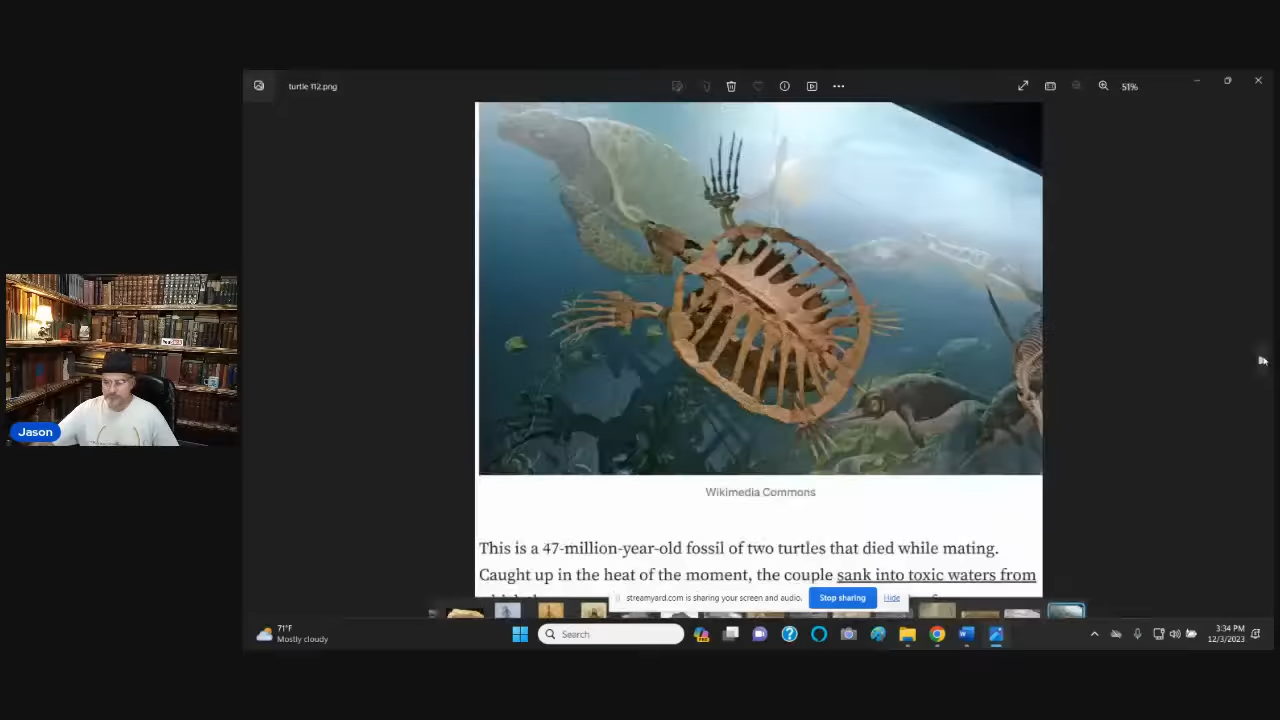 turtle 112.png
51%
Wikimedia Commons
This is a 47-million-year-old fossil of two turtles that died while mating.
Caught up in the heat of the moment, the couple sank into toxic waters from
streamyard.com is sharing your screen and audio.
Stop sharing
Hide
Jason
71°F
Mostly cloudy
Search
3:34 PM
12/3/2023